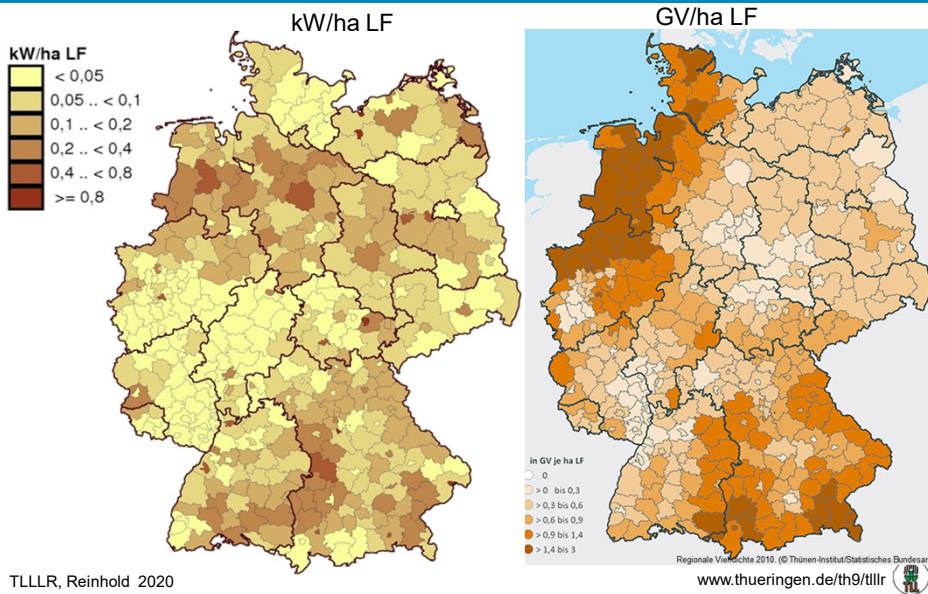 kW/ha LF
GV/ha LF
kW/ha LF
< 0,05
0,05 .. < 0,1
0,1 .. < 0,2
0,2 .. < 0,4
0,4 .. < 0,8
>= 0,8
in GV je ha LF
0
> 0 bis 0,3
> 0,3 bis 0,6
> 0,6 bis 0,9
> 0,9 bis 1,4
> 1,4 bis 3
Regionale Viehdichte 2010. (© Thünen-Institut/Statistisches Bundesam
TLLLR, Reinhold 2020
www.thueringen.de/th9/tlllr
TLL